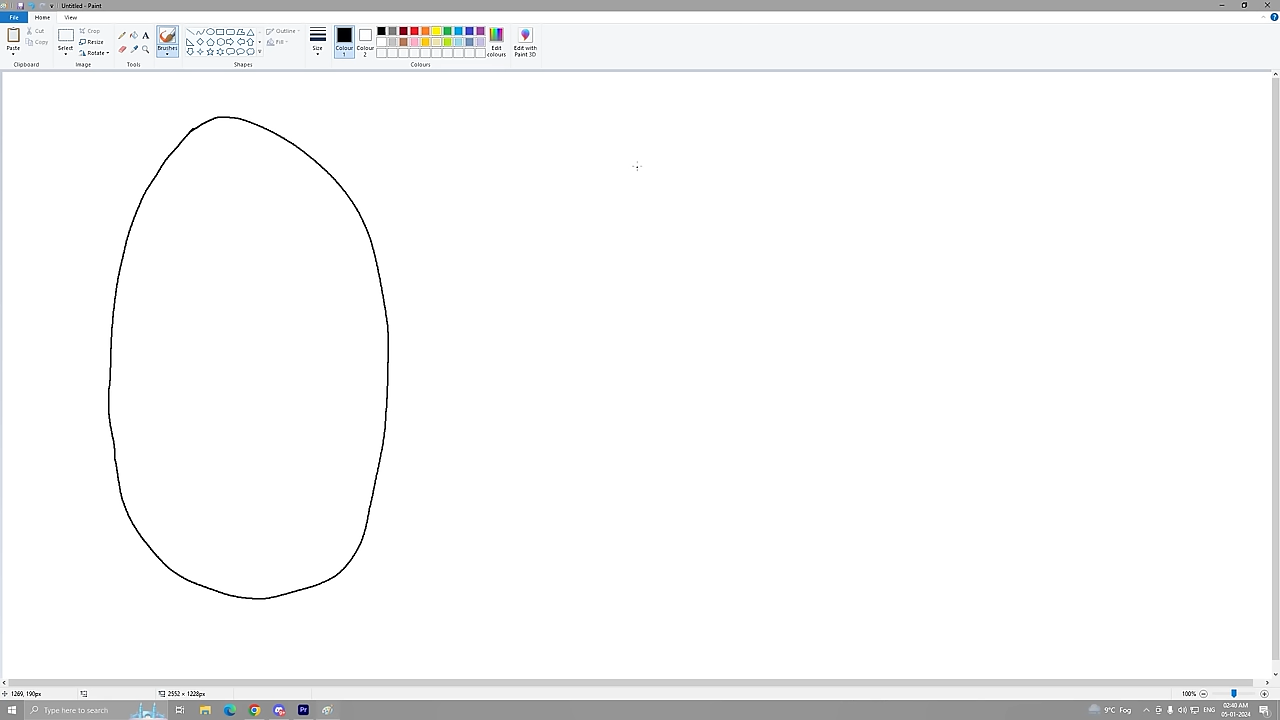 Untitled - Paint
File Home View
Paste
Cut
Copy
Clipboard
Select
Crop
Resize
Rotate
Image
Tools
Brushes
Shapes
Outline
Fill
Size
Colour 1
Colour 2
Colours
Edit colours
Edit with Paint 3D
1269, 190px
2552 × 1228px
100%
Type here to search
9°C Fog
ENG
02:40 AM
05-01-2024